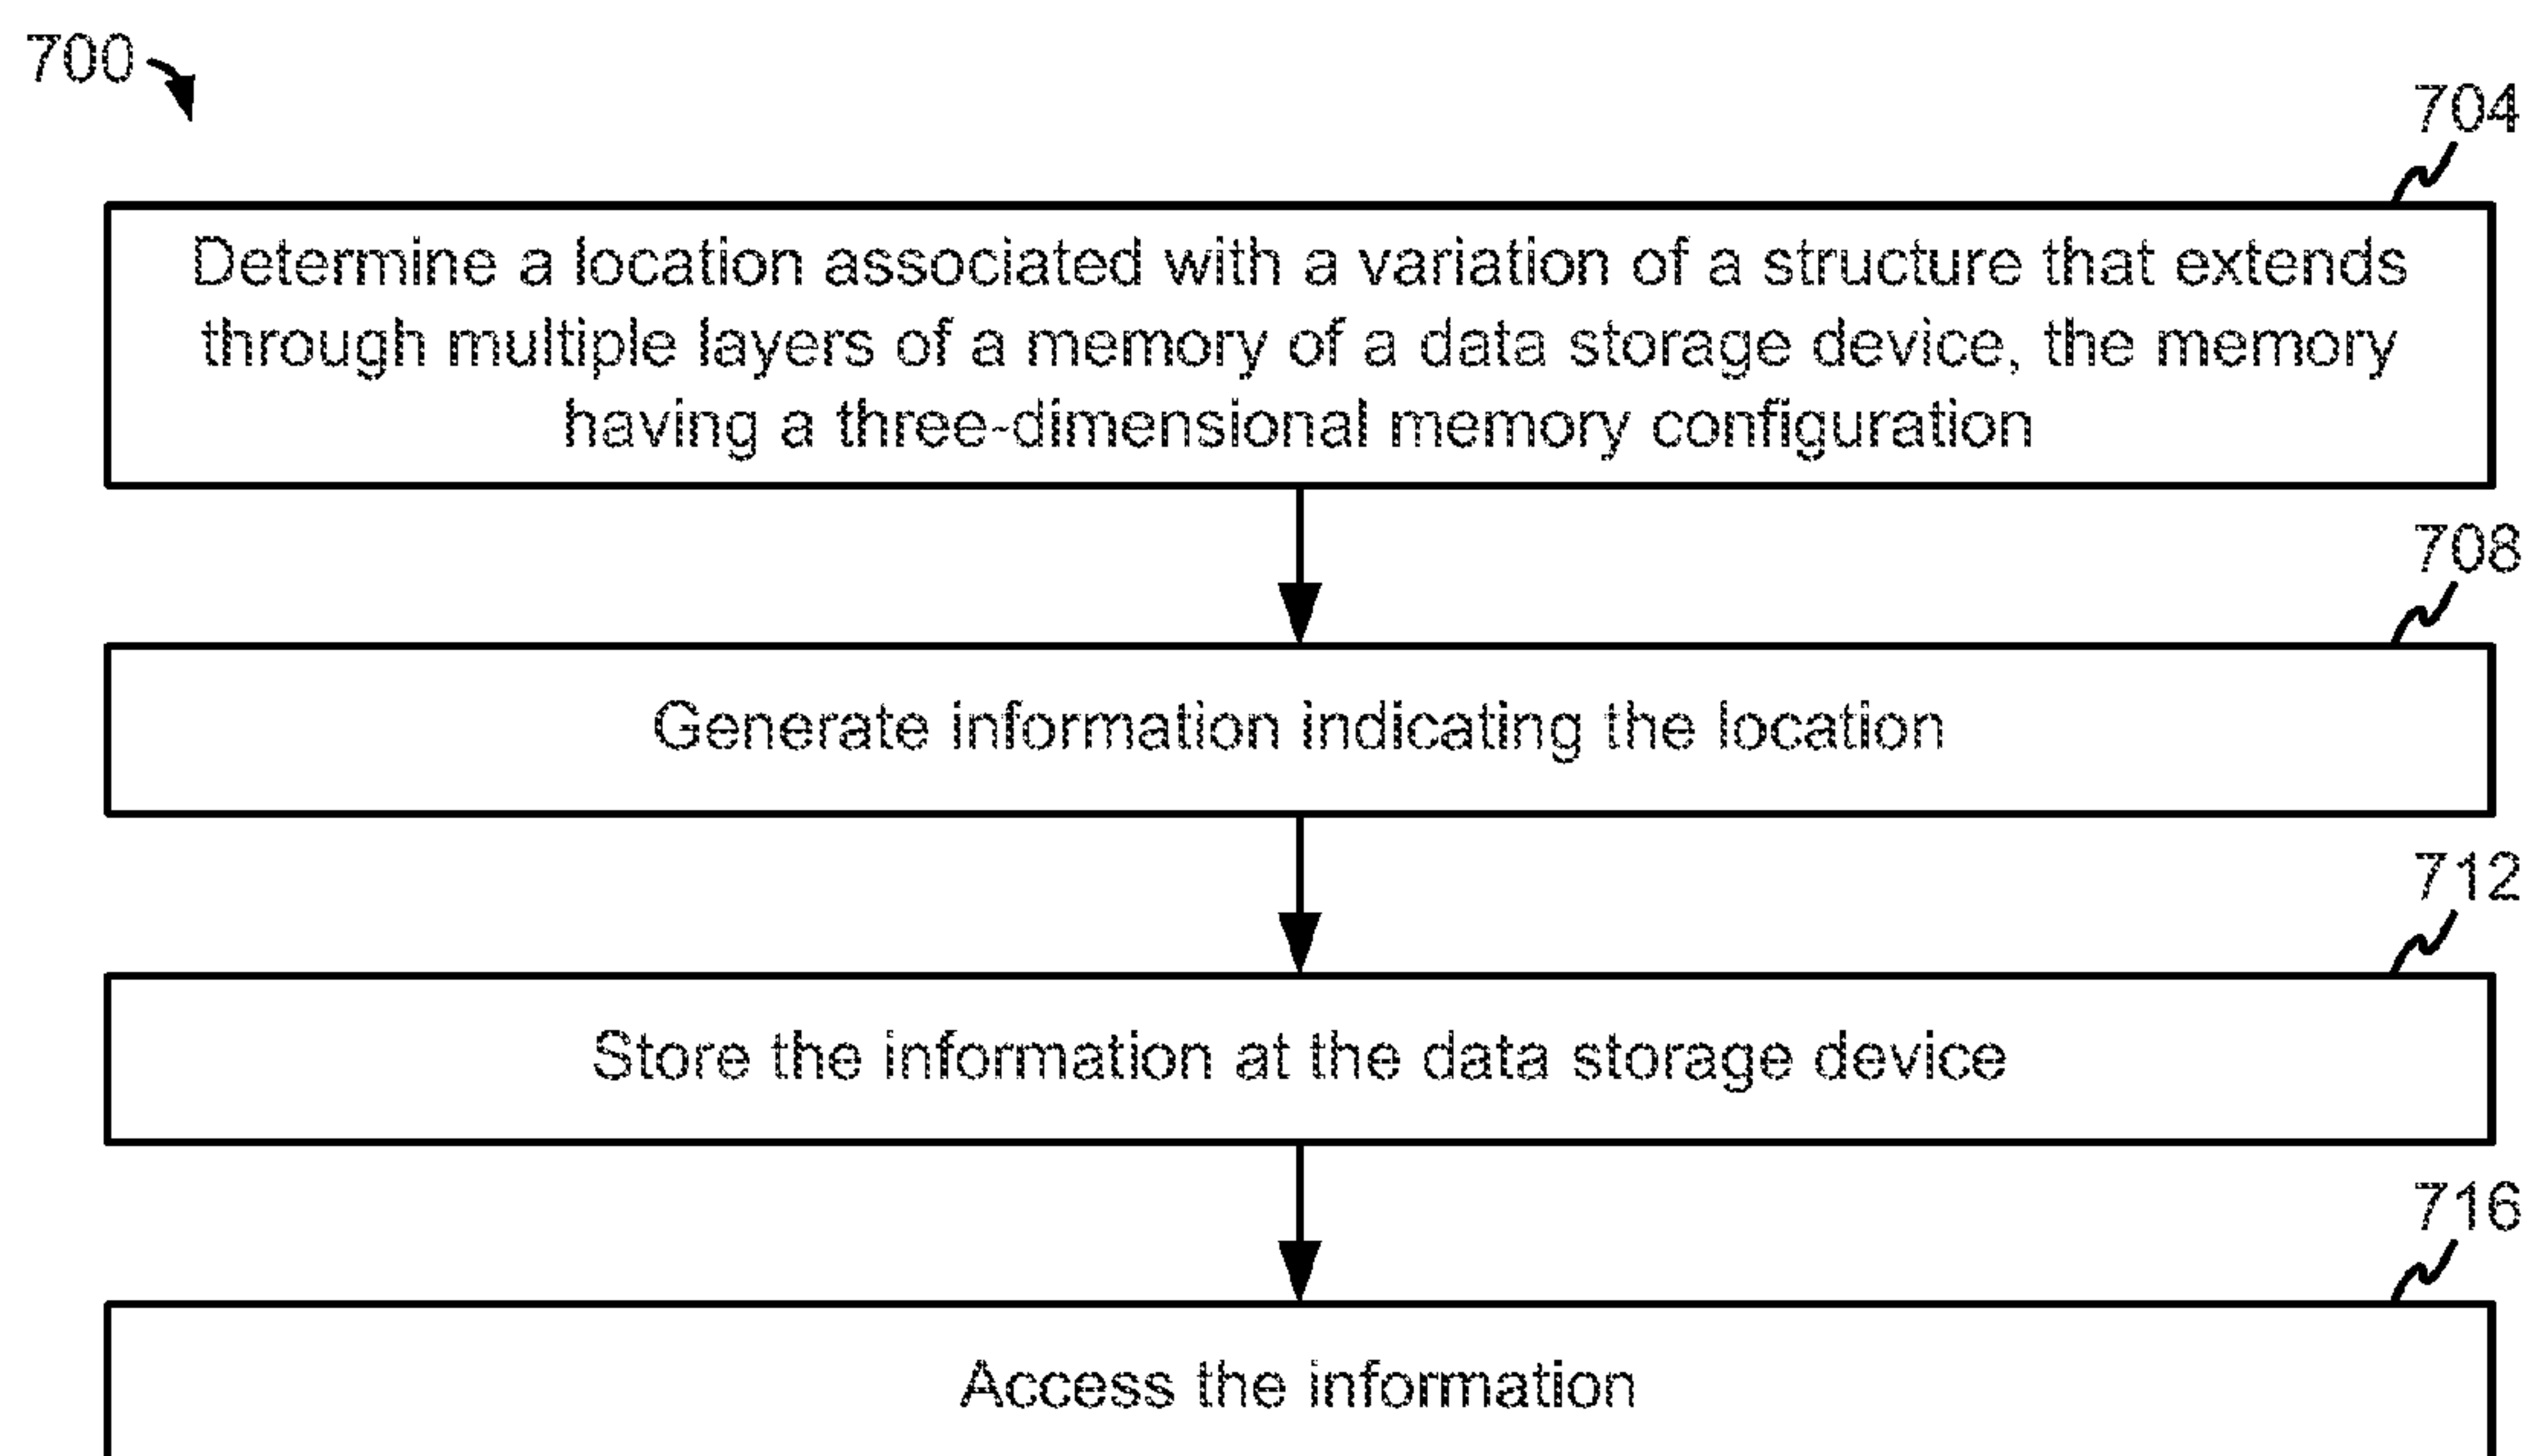 700
704
Determine a location associated with a variation of a structure that extends
through multiple layers of a memory of a data storage device, the memory
having a three-dimensional memory configuration
708
Generate information indicating the location
712
Store the information at the data storage device
716
Access the information